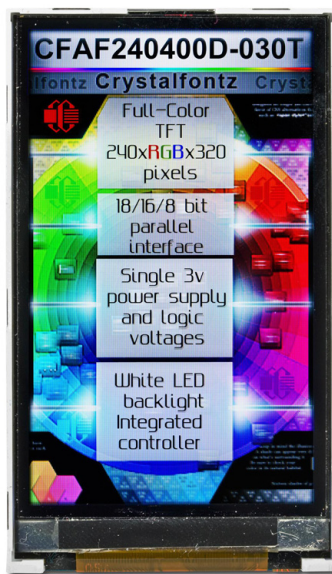 CFAF240400D-030T
lfontz Crystalfontz Cryst
Full-Color
TFT
240xRGBx320
pixels
18/16/8 bit
parallel
interface
Single 3v
power supply
and logic
voltages
White LED
backlight
Integrated
controller